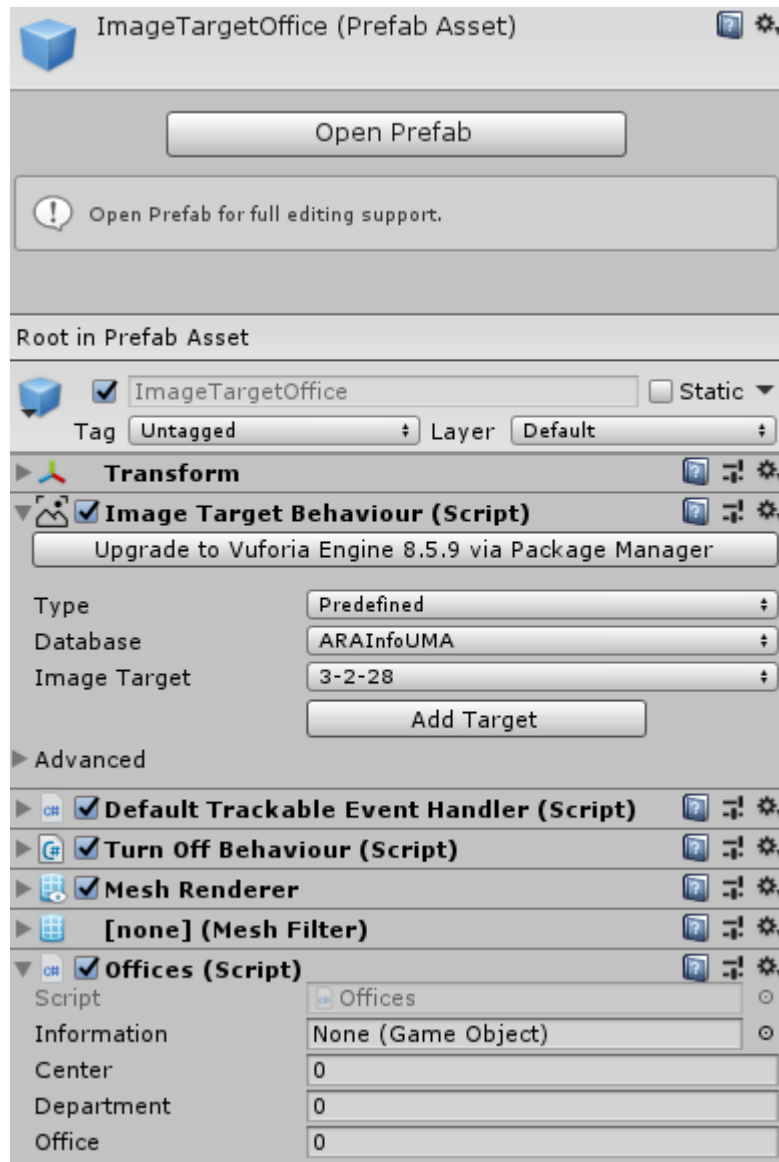 ImageTargetOffice (Prefab Asset)
Open Prefab
Open Prefab for full editing support.
Root in Prefab Asset
ImageTargetOffice Static
Tag Untagged Layer Default
Transform
Image Target Behaviour (Script)
Upgrade to Vuforia Engine 8.5.9 via Package Manager
Type Predefined
Database ARAInfoUMA
Image Target 3-2-28
Add Target
Advanced
Default Trackable Event Handler (Script)
Turn Off Behaviour (Script)
Mesh Renderer
[none] (Mesh Filter)
Offices (Script)
Script Offices
Information None (Game Object)
Center 0
Department 0
Office 0